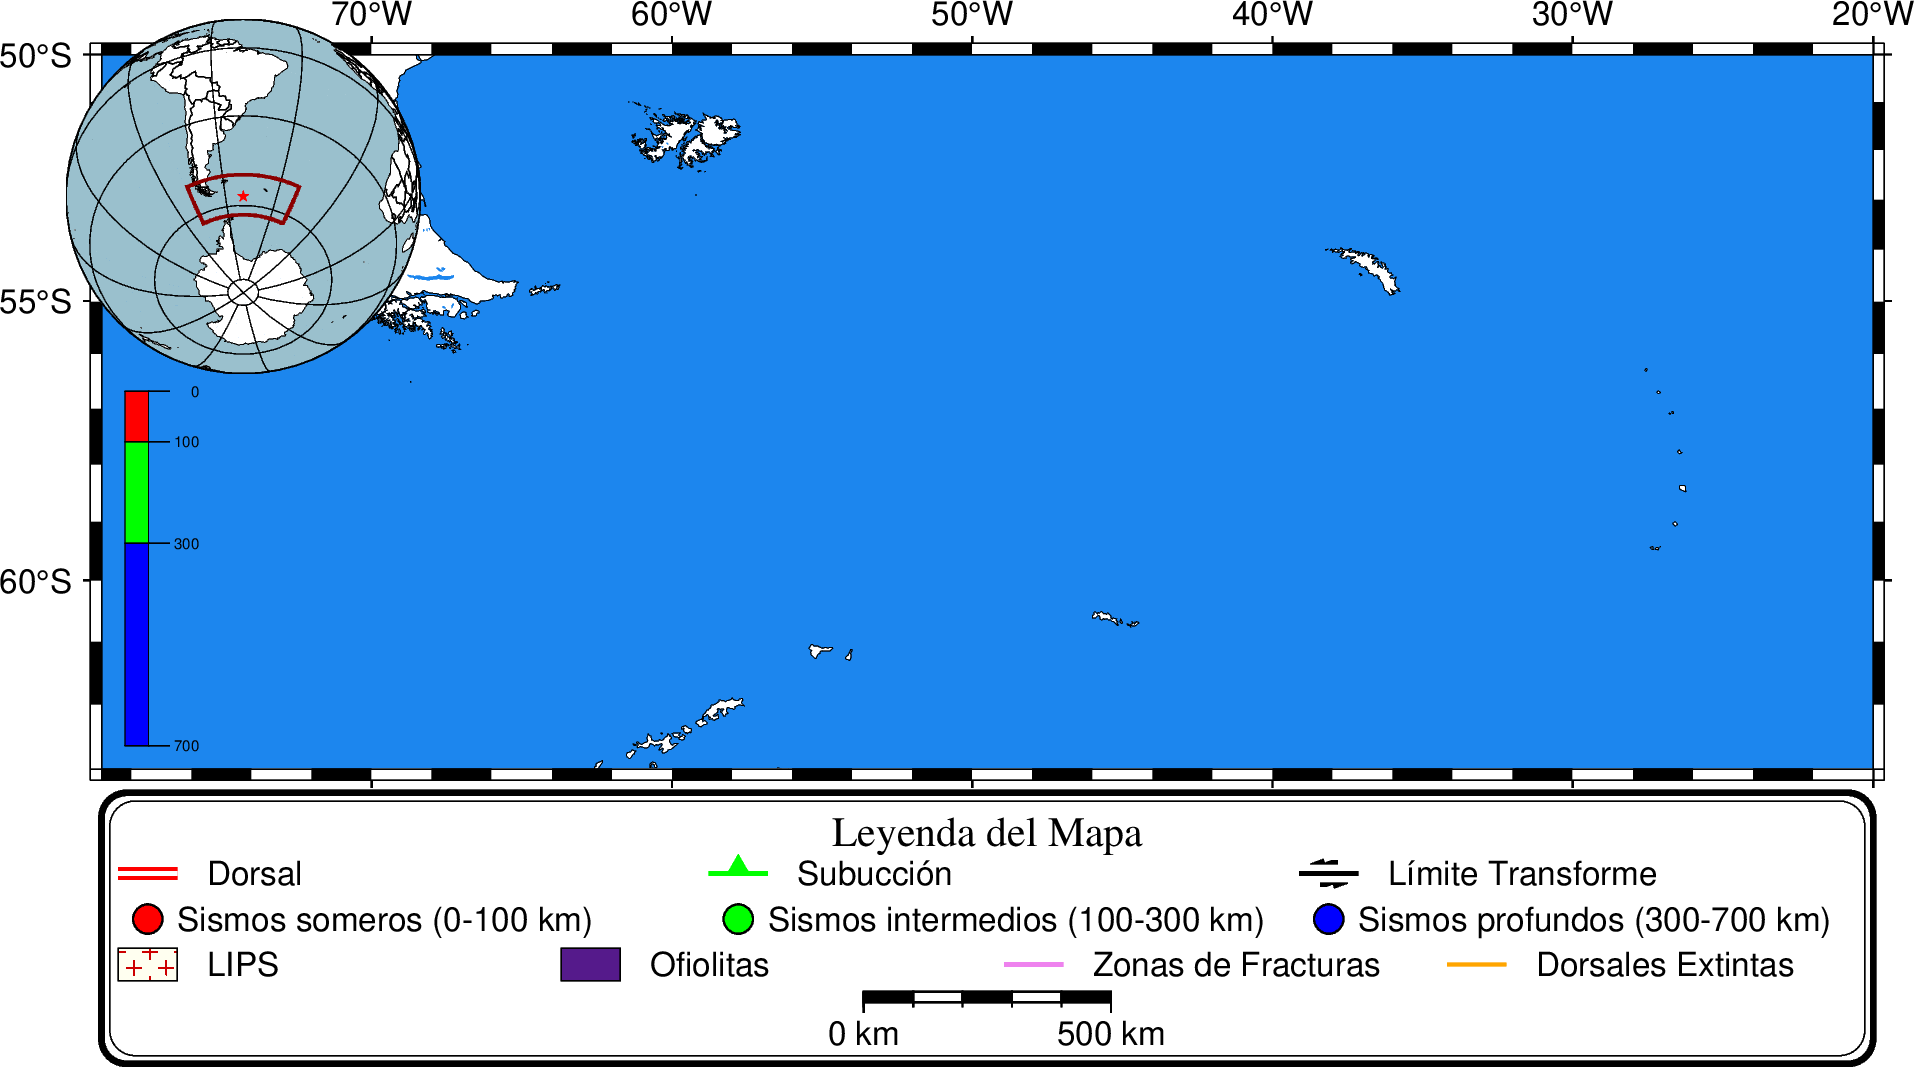 70°W 60°W 50°W 40°W 30°W 20°W
50°S
55°S
60°S
0
100
300
700
Leyenda del Mapa
Dorsal Subucción Límite Transforme
Sismos someros (0-100 km) Sismos intermedios (100-300 km) Sismos profundos (300-700 km)
LIPS Ofiolitas Zonas de Fracturas Dorsales Extintas
0 km 500 km